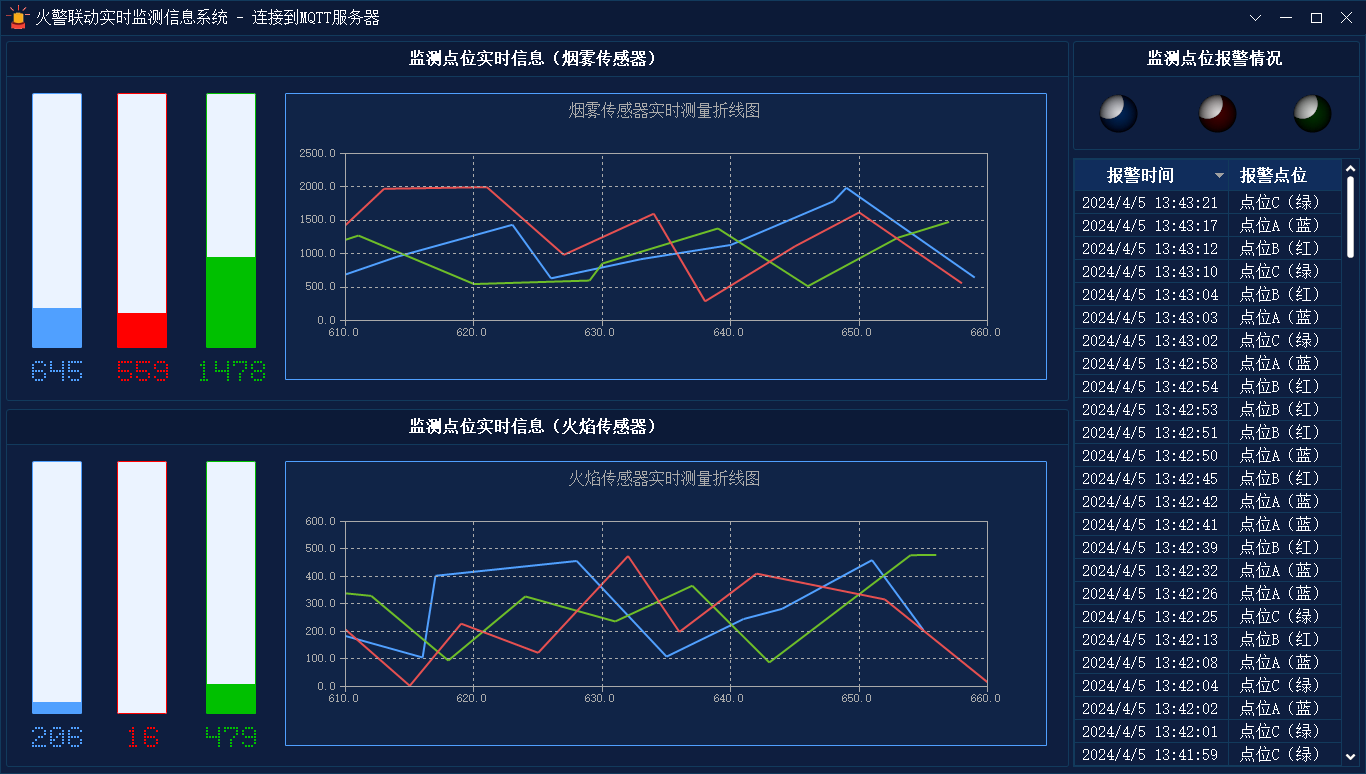 火警联动实时监测信息系统 - 连接到MQTT服务器
监测点位实时信息（烟雾传感器）
645
559
1478
烟雾传感器实时测量折线图
2500.0
2000.0
1500.0
1000.0
500.0
0.0
610.0 620.0 630.0 640.0 650.0 660.0
监测点位实时信息（火焰传感器）
206
16
479
火焰传感器实时测量折线图
600.0
500.0
400.0
300.0
200.0
100.0
0.0
610.0 620.0 630.0 640.0 650.0 660.0
监测点位报警情况
报警时间 报警点位
2024/4/5 13:43:21 点位C（绿）
2024/4/5 13:43:17 点位A（蓝）
2024/4/5 13:43:12 点位B（红）
2024/4/5 13:43:10 点位C（绿）
2024/4/5 13:43:04 点位B（红）
2024/4/5 13:43:03 点位A（蓝）
2024/4/5 13:43:02 点位C（绿）
2024/4/5 13:42:58 点位A（蓝）
2024/4/5 13:42:54 点位B（红）
2024/4/5 13:42:53 点位B（红）
2024/4/5 13:42:51 点位B（红）
2024/4/5 13:42:50 点位A（蓝）
2024/4/5 13:42:45 点位B（红）
2024/4/5 13:42:42 点位A（蓝）
2024/4/5 13:42:41 点位A（蓝）
2024/4/5 13:42:39 点位B（红）
2024/4/5 13:42:32 点位A（蓝）
2024/4/5 13:42:26 点位A（蓝）
2024/4/5 13:42:25 点位C（绿）
2024/4/5 13:42:13 点位B（红）
2024/4/5 13:42:08 点位A（蓝）
2024/4/5 13:42:04 点位C（绿）
2024/4/5 13:42:02 点位A（蓝）
2024/4/5 13:42:01 点位C（绿）
2024/4/5 13:41:59 点位C（绿）